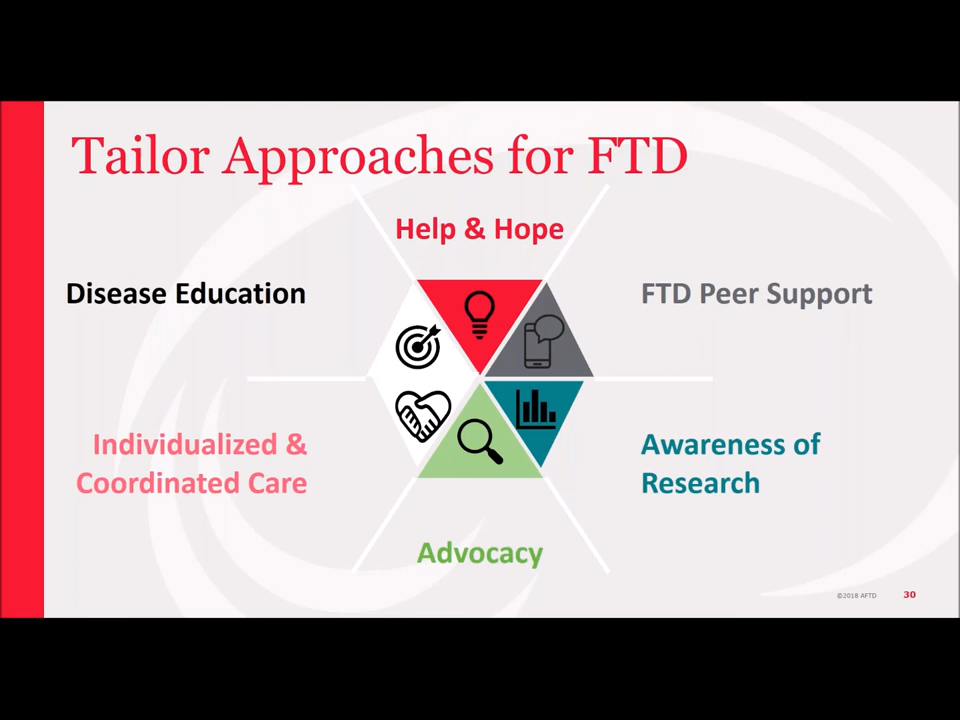 Tailor Approaches for FTD
Help & Hope
Disease Education
FTD Peer Support
Individualized &
Coordinated Care
Awareness of
Research
Advocacy
©2018 AFTD
30